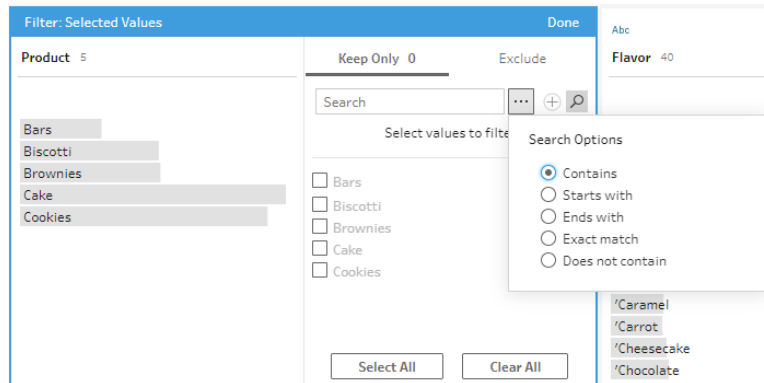 Filter: Selected Values
Done
Product 5
Bars
Biscotti
Brownies
Cake
Cookies
Keep Only 0
Exclude
Search
...
Select values to filte
Bars
Biscotti
Brownies
Cake
Cookies
Select All
Clear All
Search Options
Contains
Starts with
Ends with
Exact match
Does not contain
Abc
Flavor 40
'Caramel
'Carrot
'Cheesecake
'Chocolate